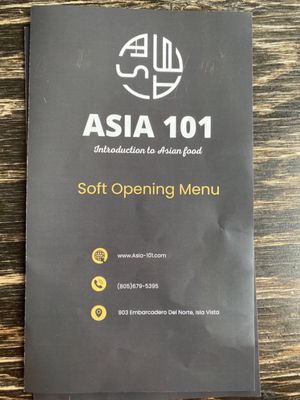 ASIA 101
Introduction to Asian food
Soft Opening Menu
www.Asia-101.com
(805)679-5395
903 Embarcadero Del Norte, Isla Vista